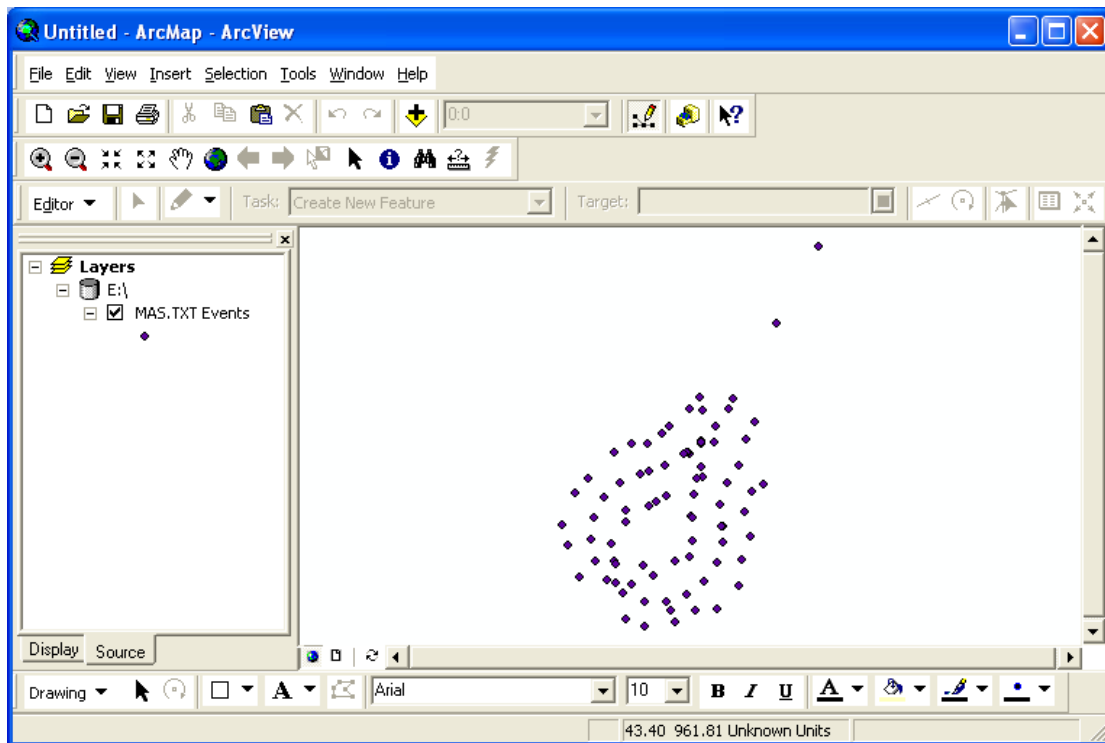 Untitled - ArcMap - ArcView
File Edit View Insert Selection Tools Window Help
0:0
Editor Task: Create New Feature Target:
Layers
E:\
MAS.TXT Events
Display Source
Drawing A Arial 10 B I U A
43.40 961.81 Unknown Units